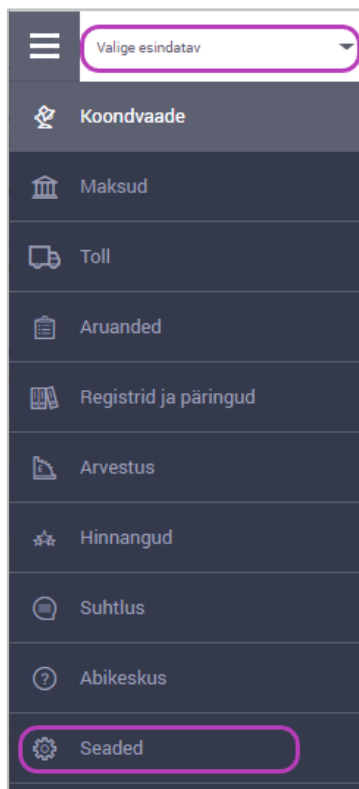 Valige esindatav
Koondvaade
Maksud
Toll
Aruanded
Registrid ja päringud
Arvestus
Hinnangud
Suhtlus
Abikeskus
Seaded